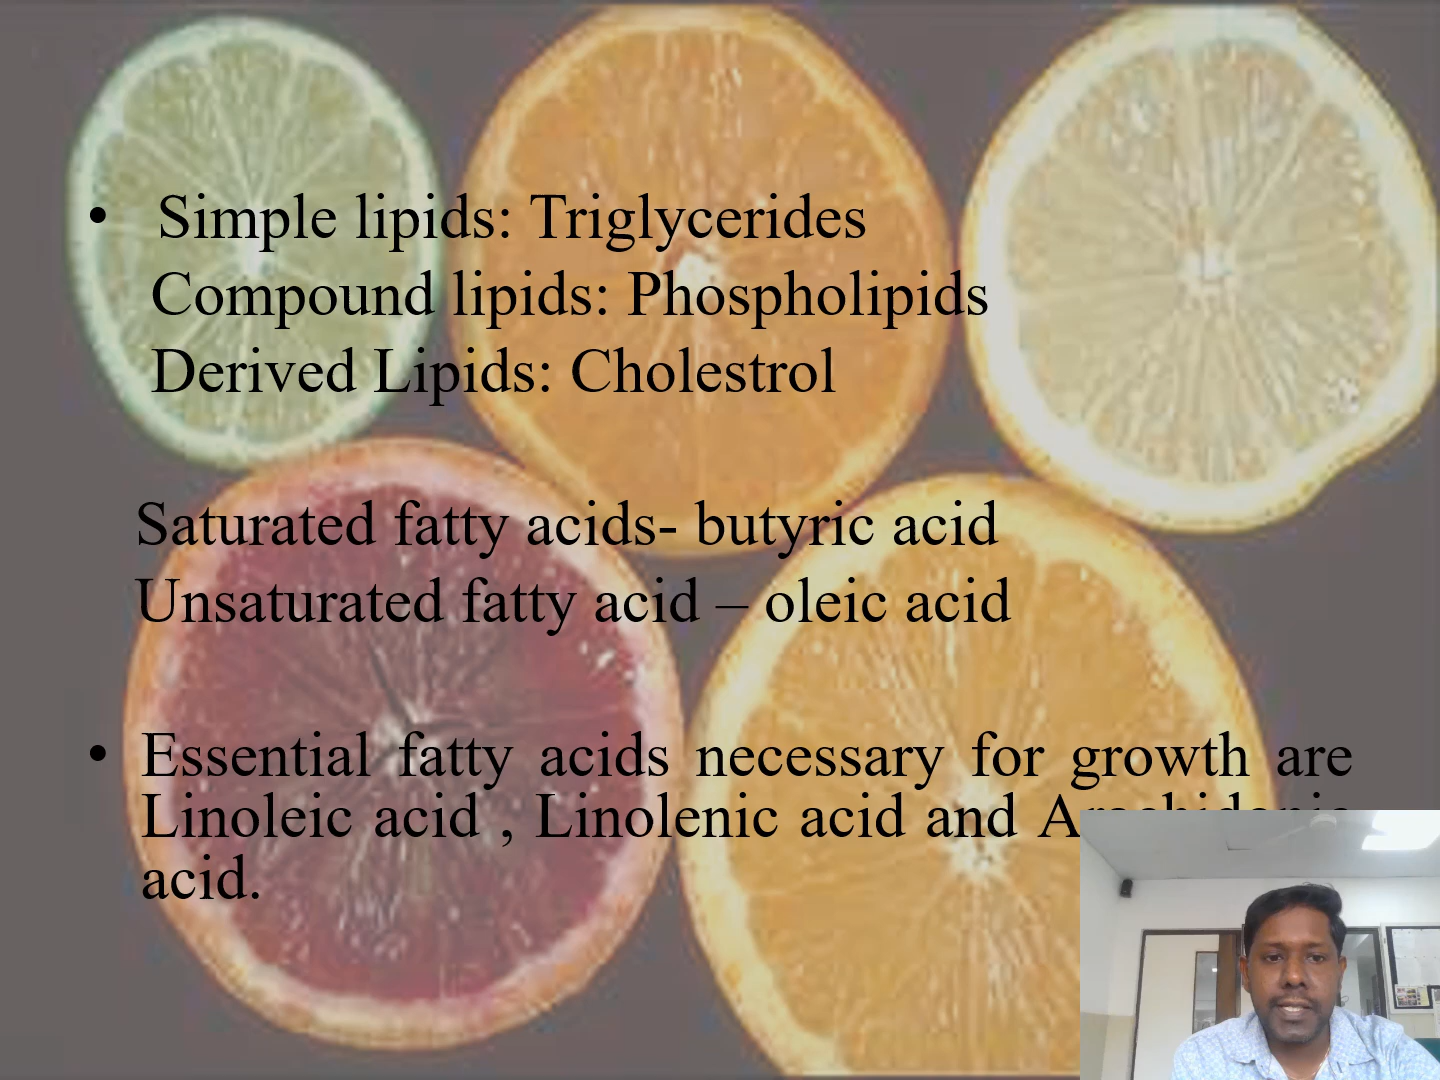 • Simple lipids: Triglycerides
Compound lipids: Phospholipids
Derived Lipids: Cholestrol
Saturated fatty acids- butyric acid
Unsaturated fatty acid – oleic acid
• Essential fatty acids necessary for growth are
Linoleic acid , Linolenic acid and
acid.